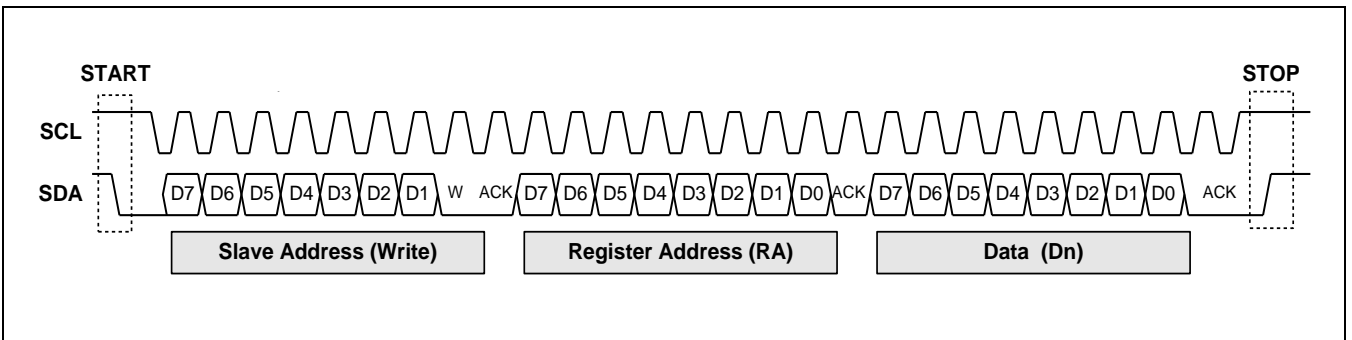 START STOP
SCL
SDA D7 D6 D5 D4 D3 D2 D1 W ACK D7 D6 D5 D4 D3 D2 D1 D0 ACK D7 D6 D5 D4 D3 D2 D1 D0 ACK
Slave Address (Write) Register Address (RA) Data (Dn)